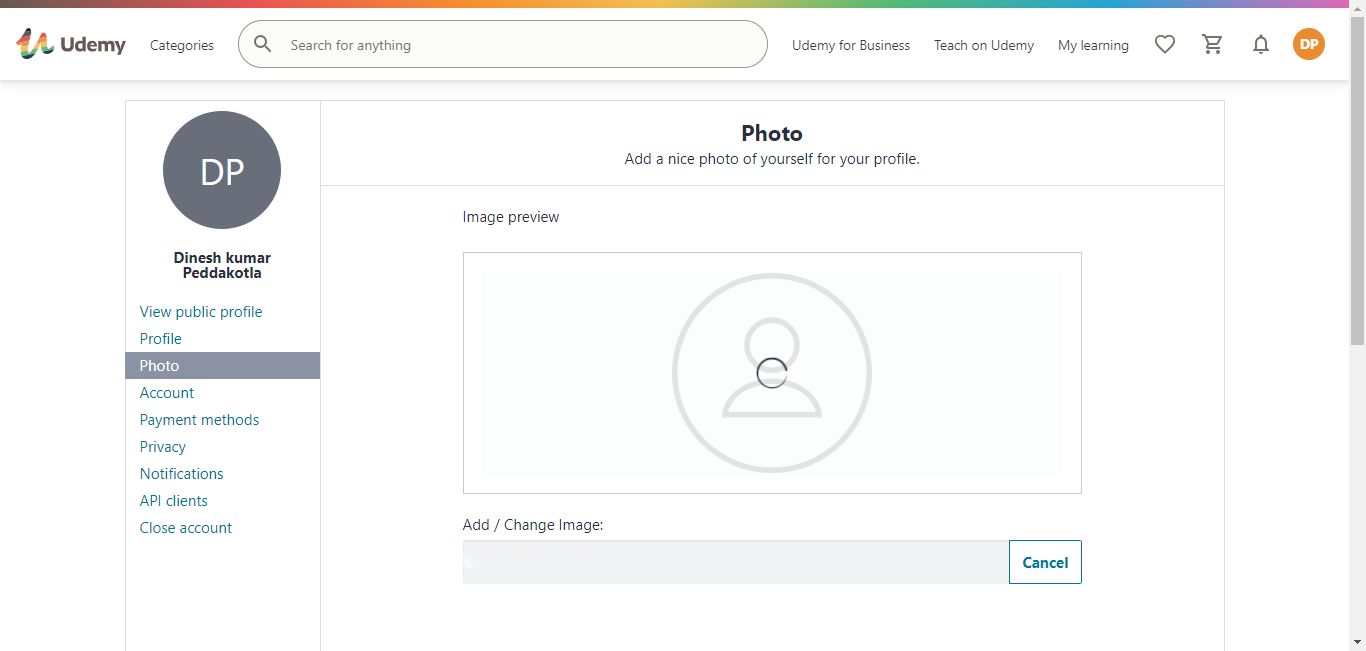 Udemy
Categories
Search for anything
Udemy for Business
Teach on Udemy
My learning
DP
DP
Dinesh kumar
Peddakotla
View public profile
Profile
Photo
Account
Payment methods
Privacy
Notifications
API clients
Close account
Photo
Add a nice photo of yourself for your profile.
Image preview
Add / Change Image:
%
Cancel